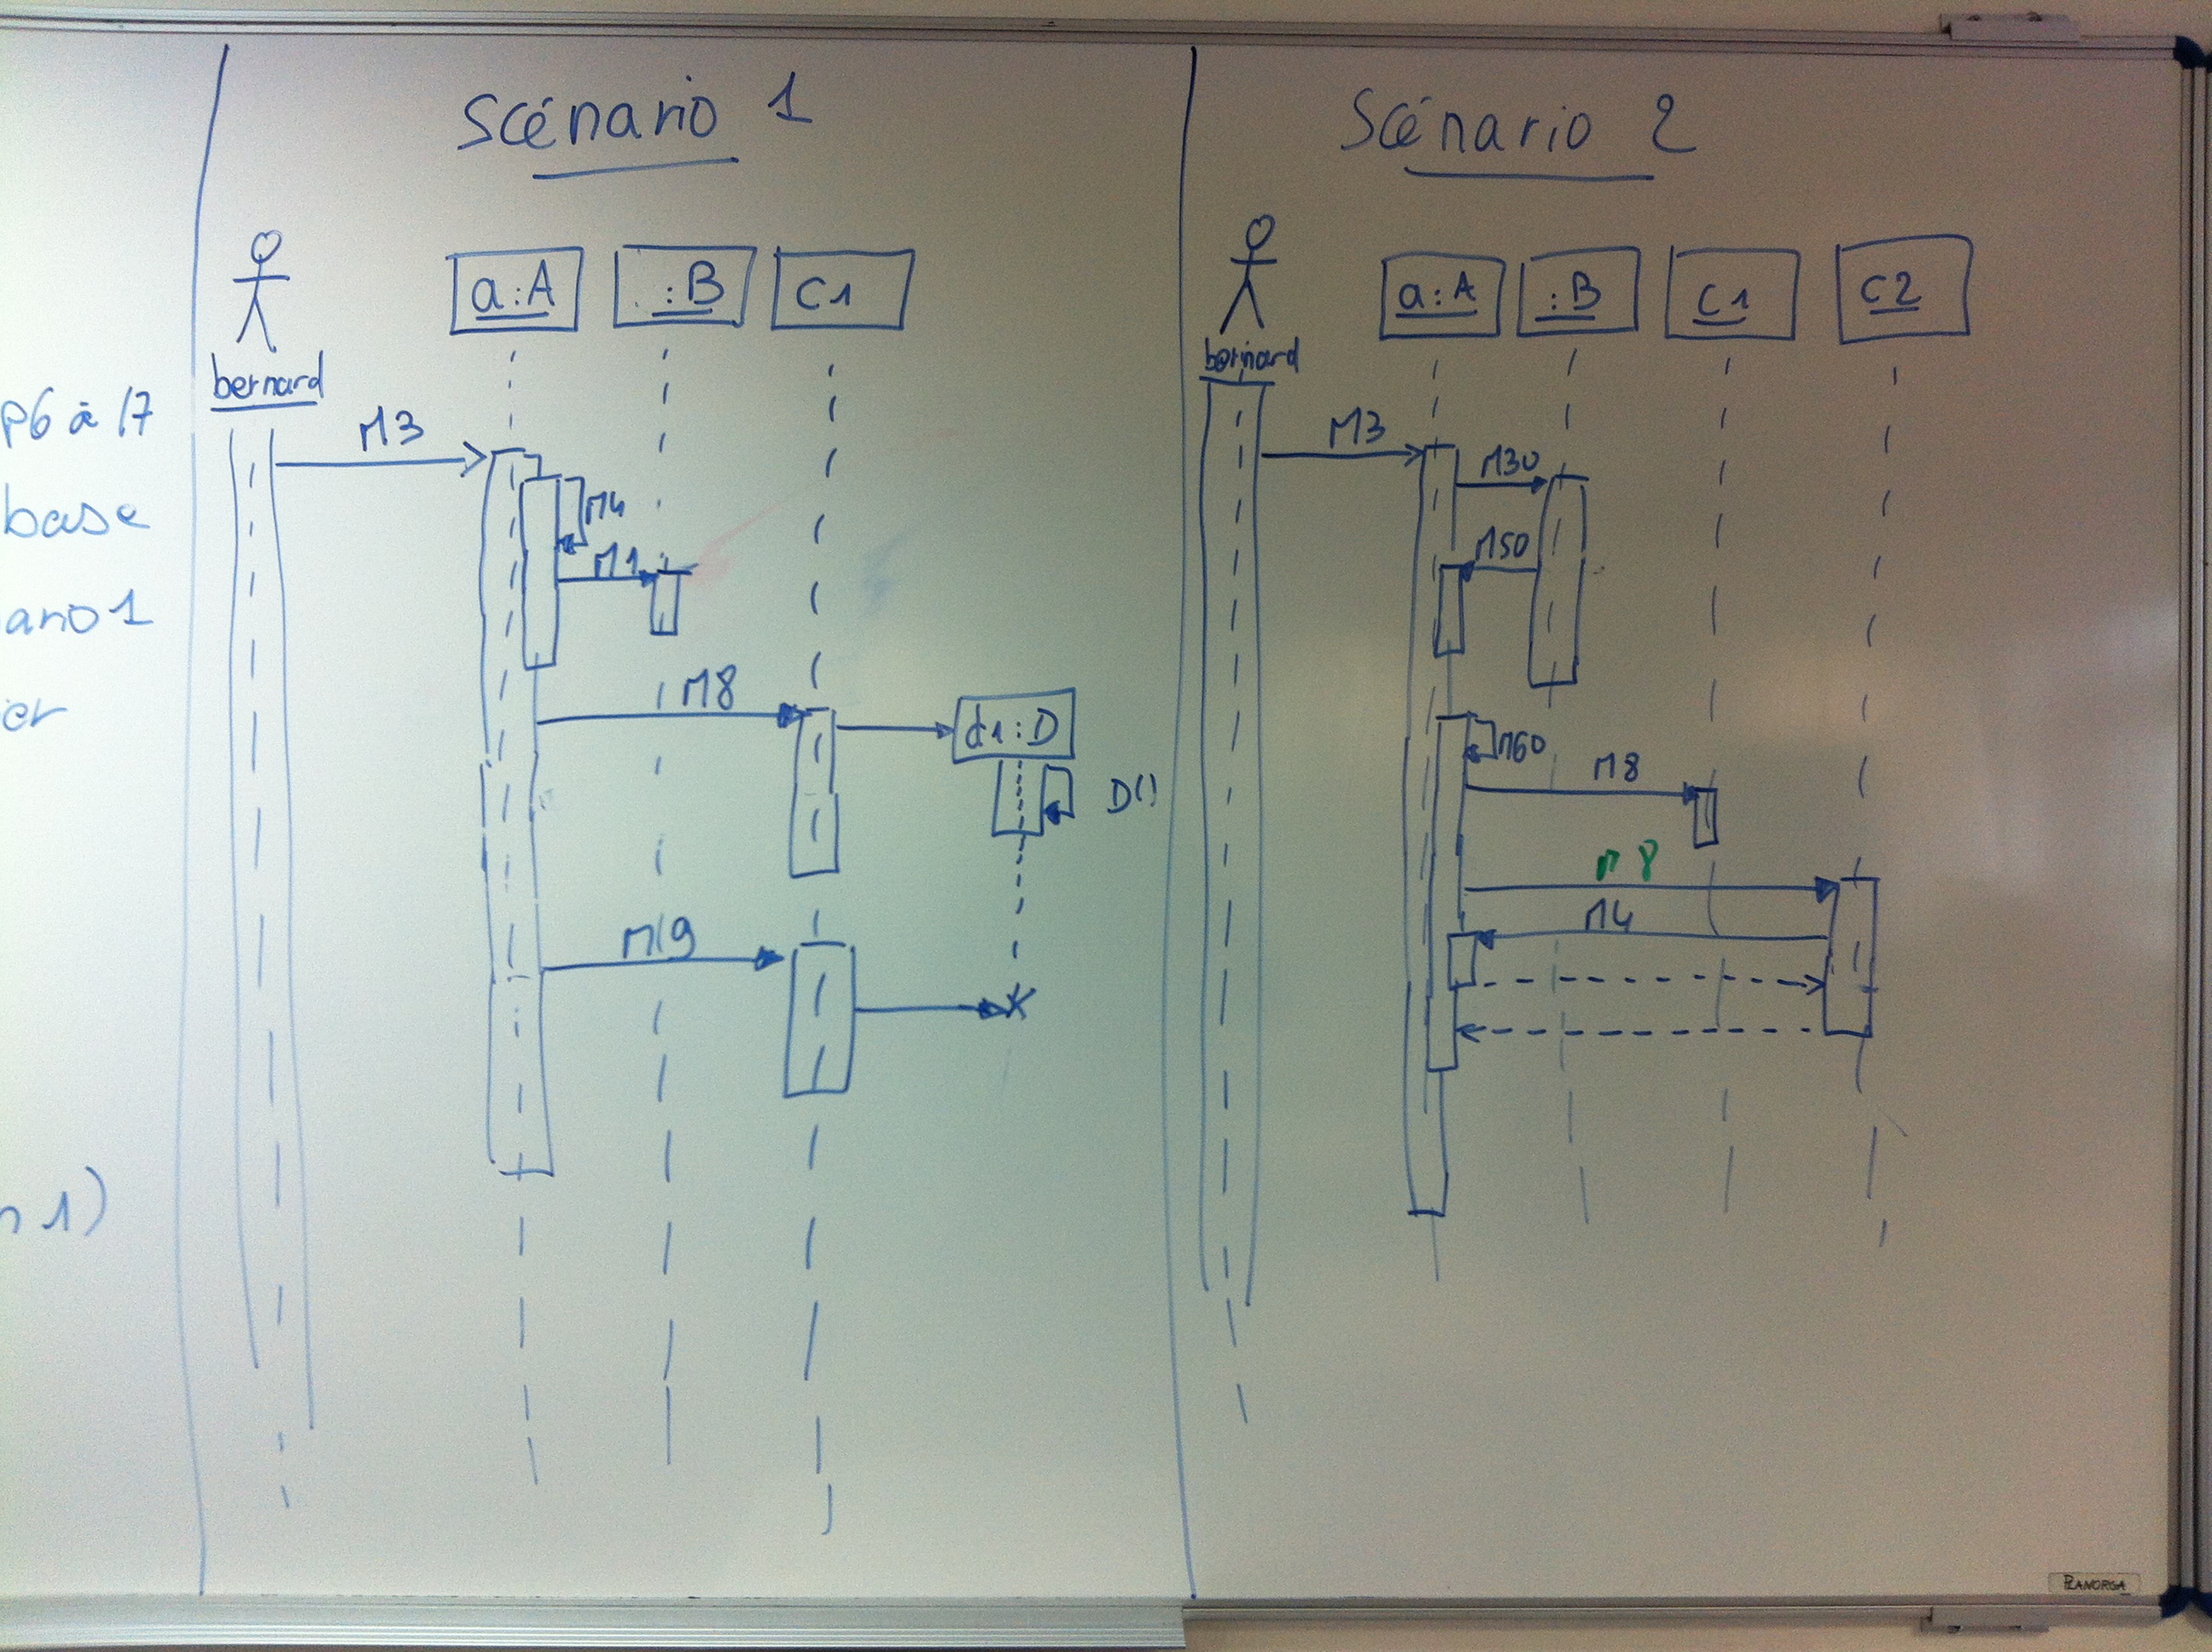 P6 à 17
base
ario 1
er
n 1)
Scénario 1
bernard
a:A
:B
C1
M3
M4
M1
M8
d1:D
D()
M9
Scénario 2
bernard
a:A
:B
C1
C2
M3
M30
M50
M60
M8
M8
M4
PLANORGA